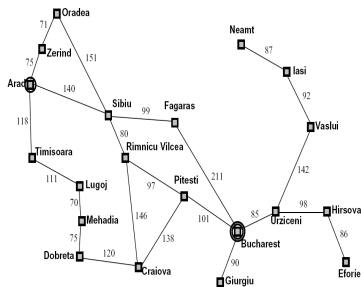 Oradea
71
Neamt
Zerind
87
75
151
Iasi
Arad
140
92
Sibiu
99
Fagaras
118
80
Vaslui
Timisoara
Rimnicu Vilcea
111
Lugoj
97
Pitesti
211
142
70
98
Hirsova
Mehadia
146
101
85
Urziceni
75
138
86
Bucharest
120
Dobreta
90
Craiova
Eforie
Giurgiu